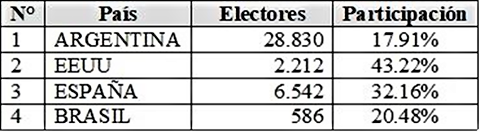 N° País Electores Participación
1 ARGENTINA 28.830 17.91%
2 EEUU 2.212 43.22%
3 ESPAÑA 6.542 32.16%
4 BRASIL 586 20.48%